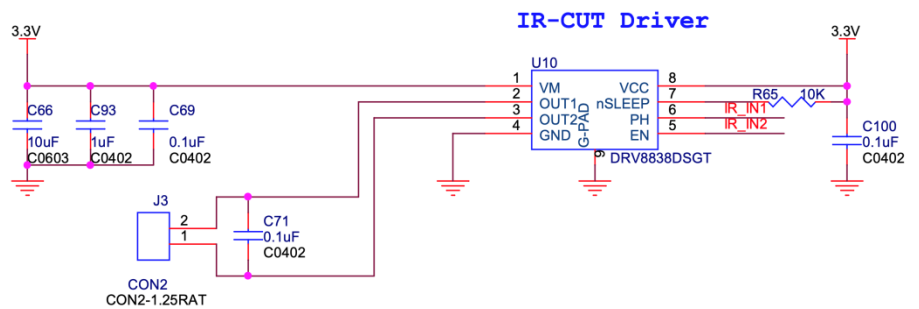 IR-CUT Driver
3.3V
3.3V
U10
1
VM
VCC
8
2
OUT1
nSLEEP
7
R65
10K
3
OUT2
PH
6
IR_IN1
4
GND
EN
5
IR_IN2
G-PAD
9
DRV8838DSGT
C66
10uF
C0603
C93
1uF
C0402
C69
0.1uF
C0402
C100
0.1uF
C0402
J3
2
1
C71
0.1uF
C0402
CON2
CON2-1.25RAT